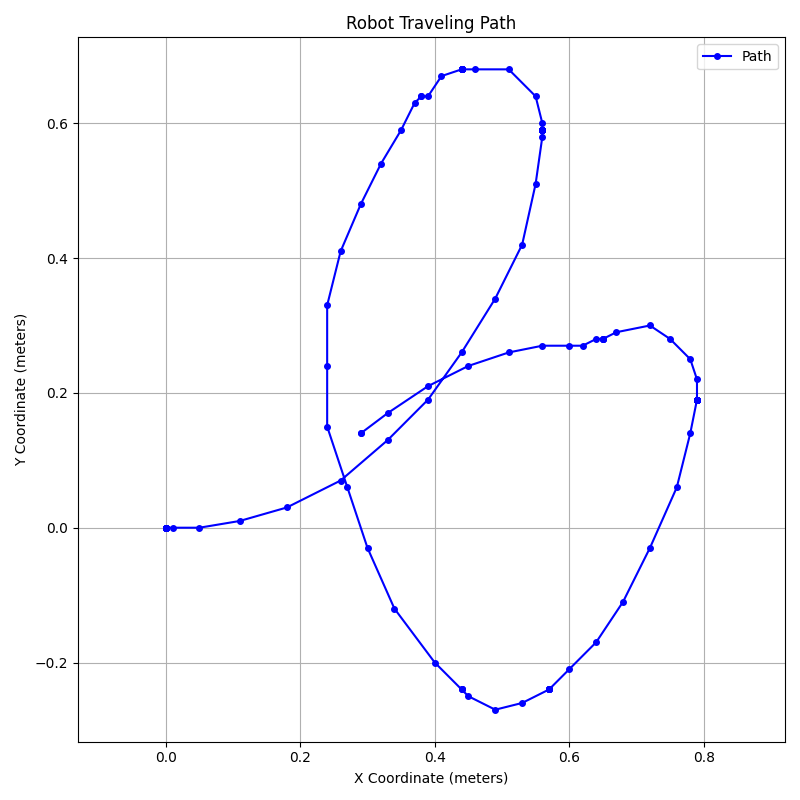 Robot Traveling Path
Path
0.6
0.4
0.2
0.0
−0.2
Y Coordinate (meters)
0.0 0.2 0.4 0.6 0.8
X Coordinate (meters)